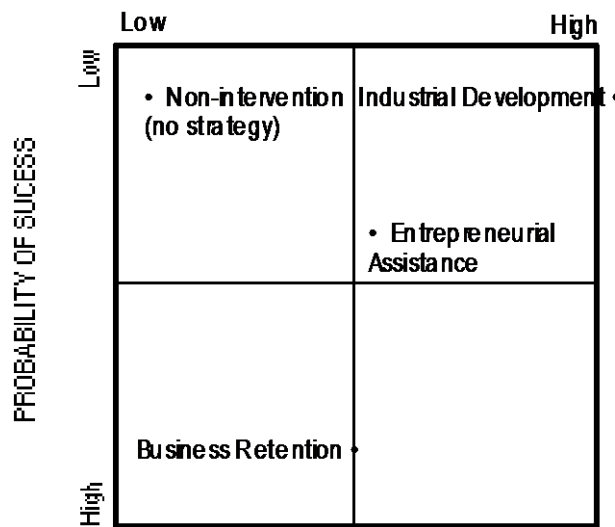 Low High
Low
• Non-intervention
(no strategy)
Industrial Development •
• Entrepreneurial
Assistance
PROBABILITY OF SUCESS
Business Retention •
High